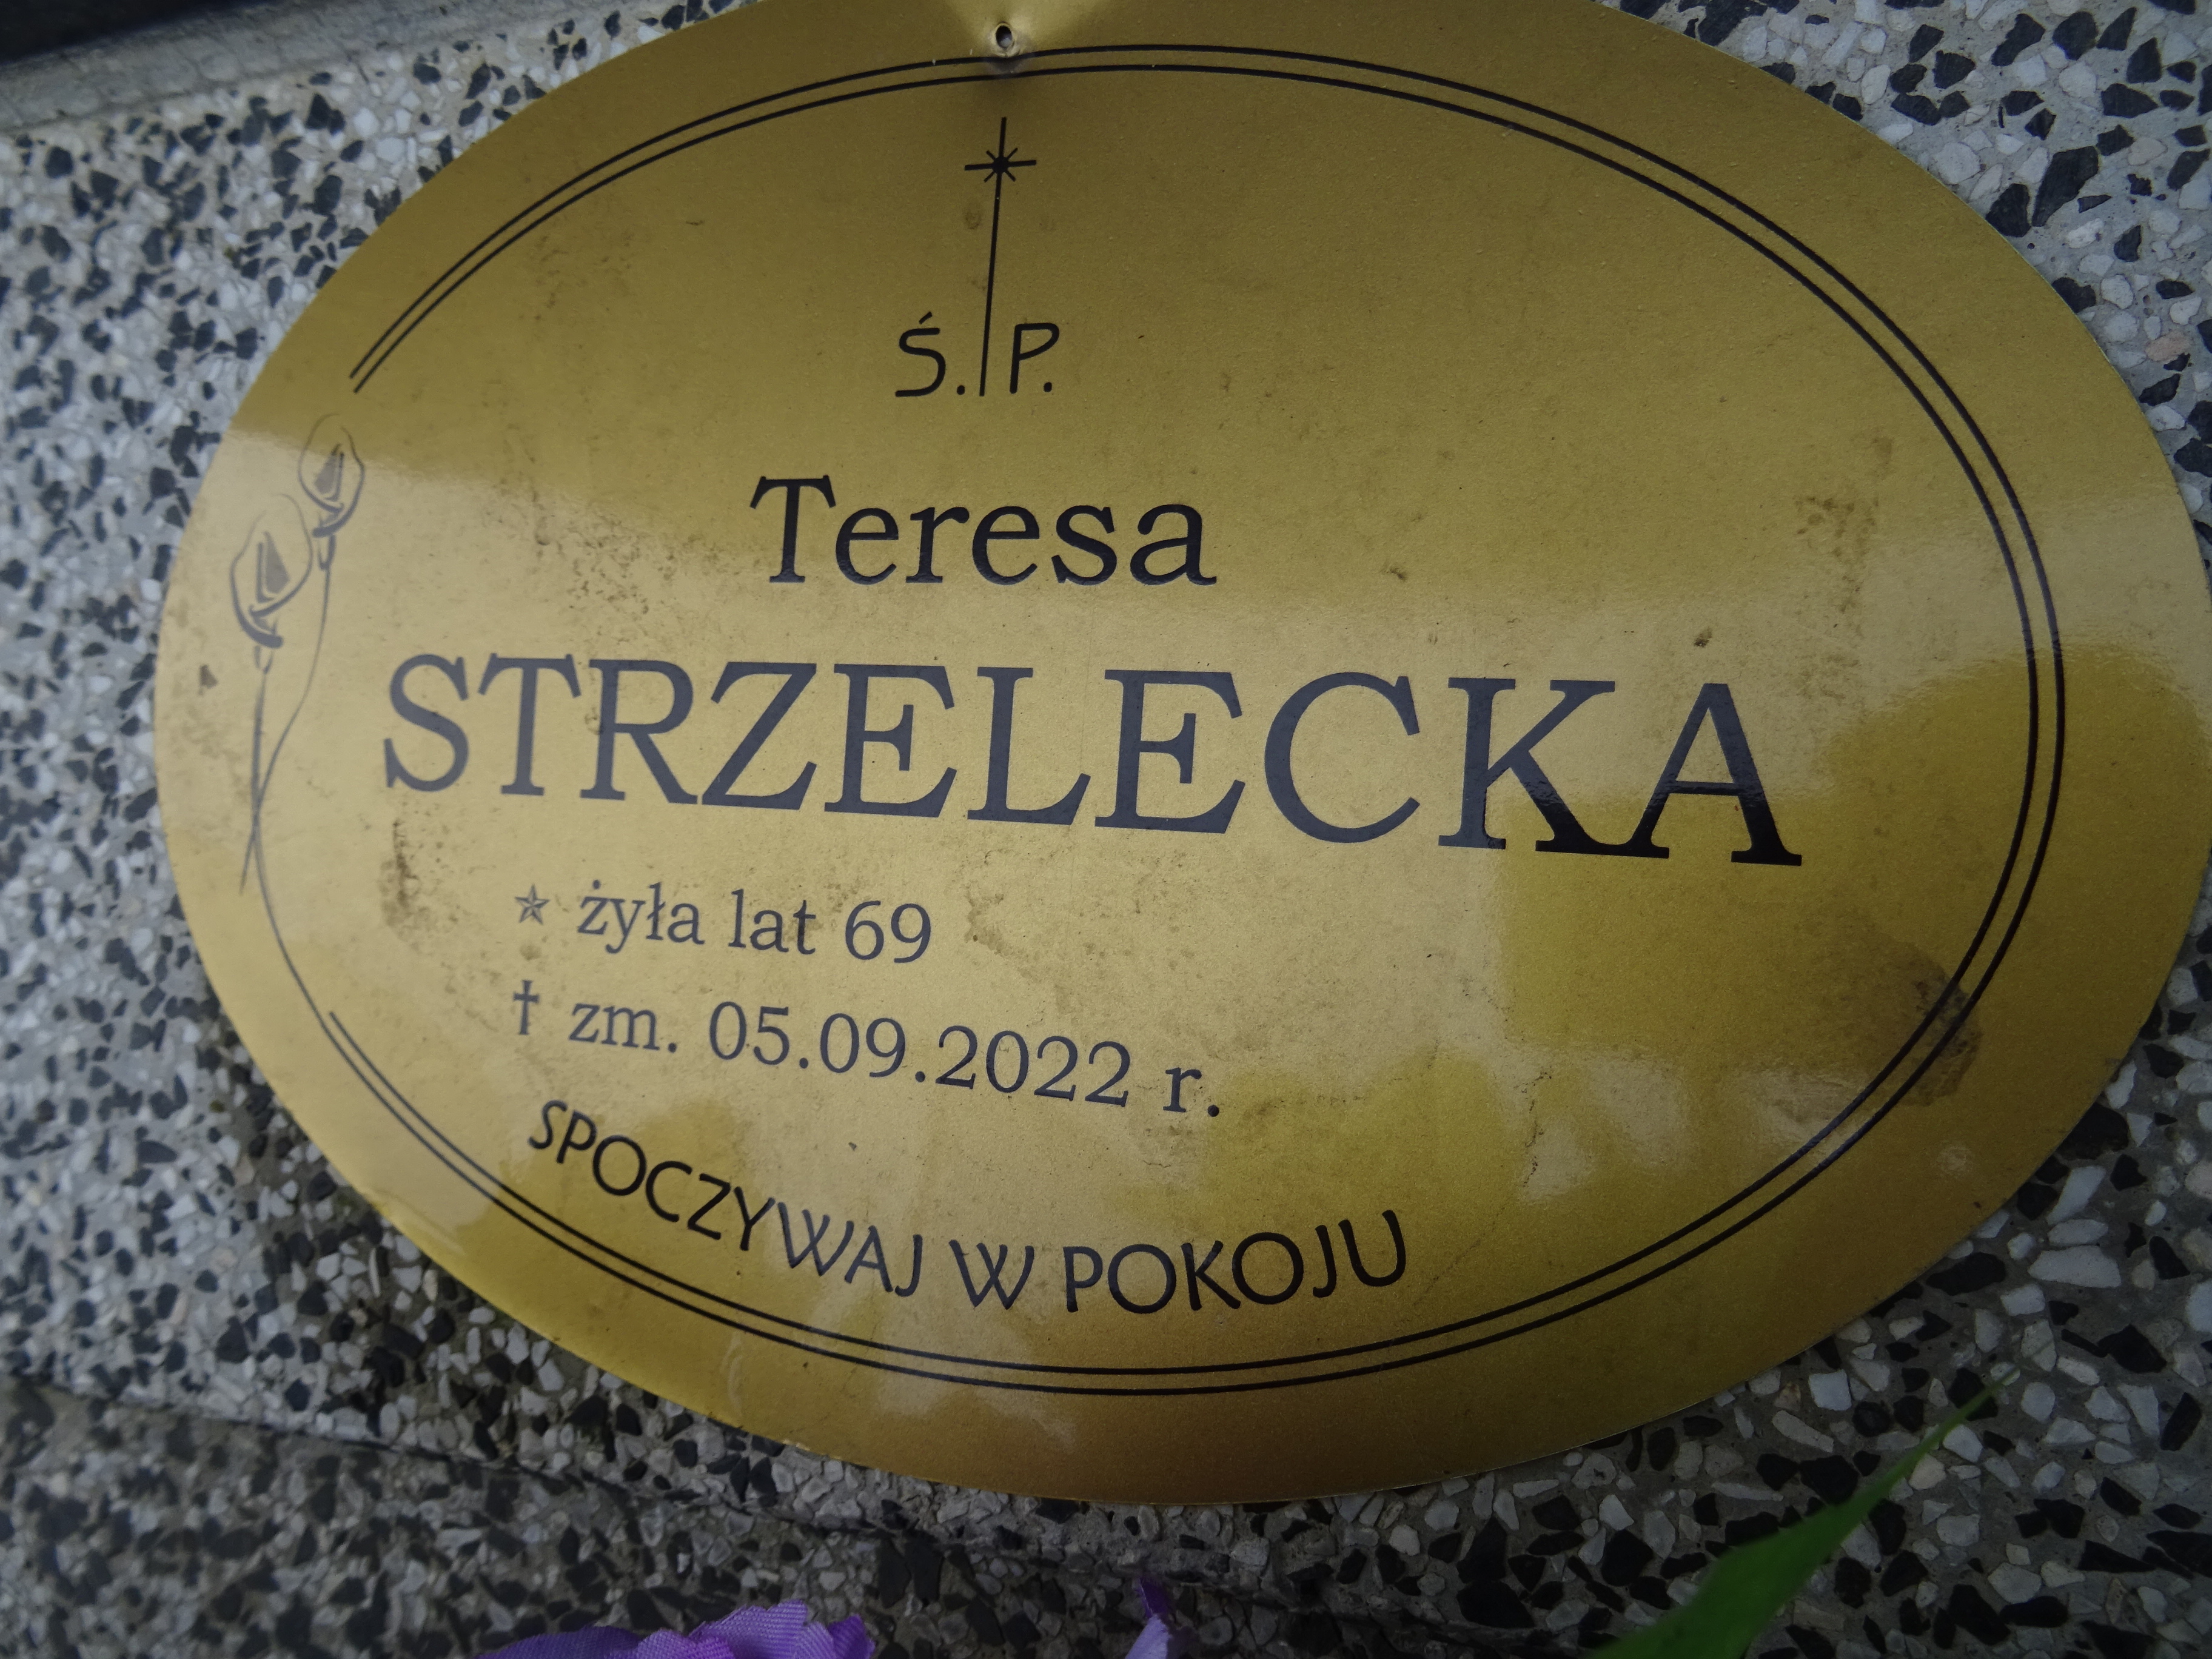 Ś. P.
Teresa
STRZELECKA
żyła lat 69
† zm. 05.09.2022 r.
SPOCZYWAJ W POKOJU